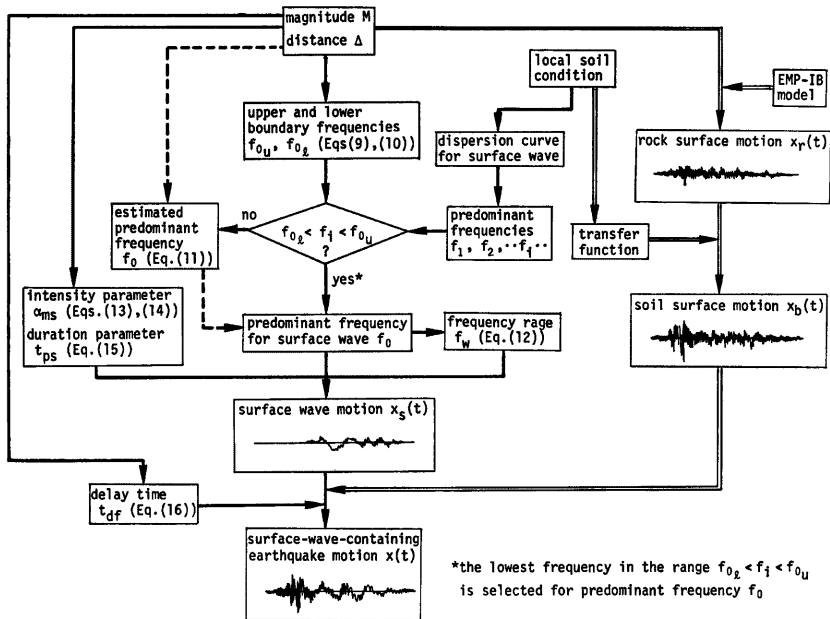 magnitude M
distance Δ
local soil
condition
EMP-IB
model
upper and lower
boundary frequencies
f0u, f0ℓ (Eqs(9),(10))
dispersion curve
for surface wave
rock surface motion xr(t)
estimated
predominant
frequency
f0 (Eq.(11))
no
f0ℓ < fi < f0u
?
predominant
frequencies
f1, f2,··fi··
transfer
function
yes*
intensity parameter
αms (Eqs.(13),(14))
duration parameter
tps (Eq.(15))
predominant frequency
for surface wave f0
frequency rage
fw (Eq.(12))
soil surface motion xb(t)
surface wave motion xs(t)
delay time
tdf (Eq.(16))
surface-wave-containing
earthquake motion x(t)
*the lowest frequency in the range f0ℓ < fi < f0u
is selected for predominant frequency f0